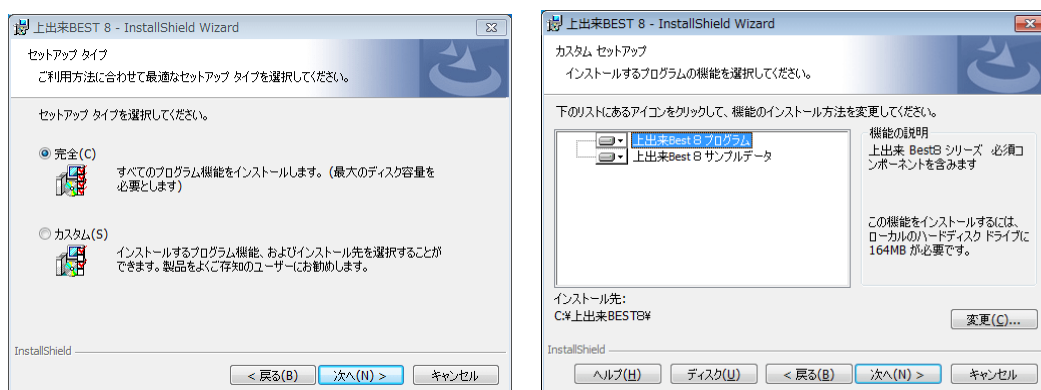 上出来BEST 8 - InstallShield Wizard
セットアップ タイプ
ご利用方法に合わせて最適なセットアップ タイプを選択してください。
セットアップ タイプを選択してください。
完全(C)
すべてのプログラム機能をインストールします。(最大のディスク容量を
必要とします)
カスタム(S)
インストールするプログラム機能、およびインストール先を選択することが
できます。製品をよくご存知のユーザーにお勧めします。
InstallShield
< 戻る(B)
次へ(N) >
キャンセル
上出来BEST 8 - InstallShield Wizard
カスタム セットアップ
インストールするプログラムの機能を選択してください。
下のリストにあるアイコンをクリックして、機能のインストール方法を変更してください。
上出来Best 8 プログラム
上出来Best 8 サンプルデータ
機能の説明
上出来 Best8 シリーズ 必須コ
ンポーネントを含みます
この機能をインストールするには、
ローカルのハードディスク ドライブに
164MB が必要です。
インストール先:
C:¥上出来BEST8¥
変更(C)...
InstallShield
ヘルプ(H)
ディスク(U)
< 戻る(B)
次へ(N) >
キャンセル